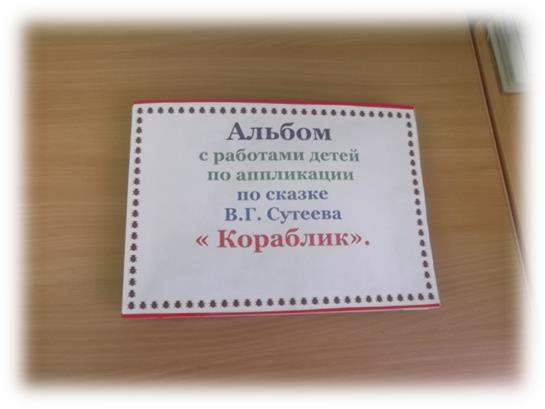 Альбом
с работами детей
по аппликации
по сказке
В.Г. Сутеева
« Кораблик».